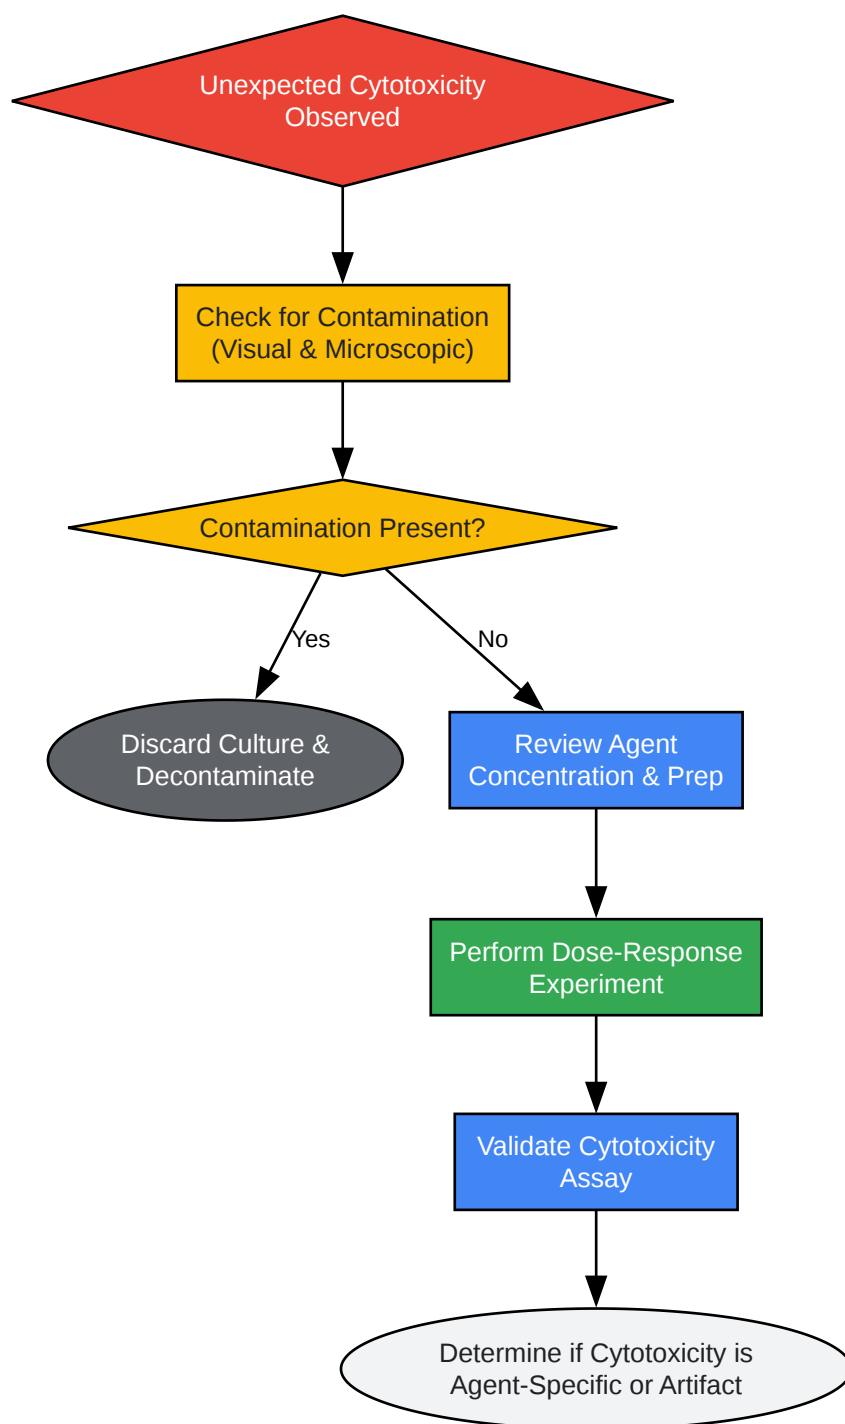 Unexpected Cytotoxicity
Observed
Check for Contamination
(Visual & Microscopic)
Contamination Present?
Yes
No
Discard Culture &
Decontaminate
Review Agent
Concentration & Prep
Perform Dose-Response
Experiment
Validate Cytotoxicity
Assay
Determine if Cytotoxicity is
Agent-Specific or Artifact